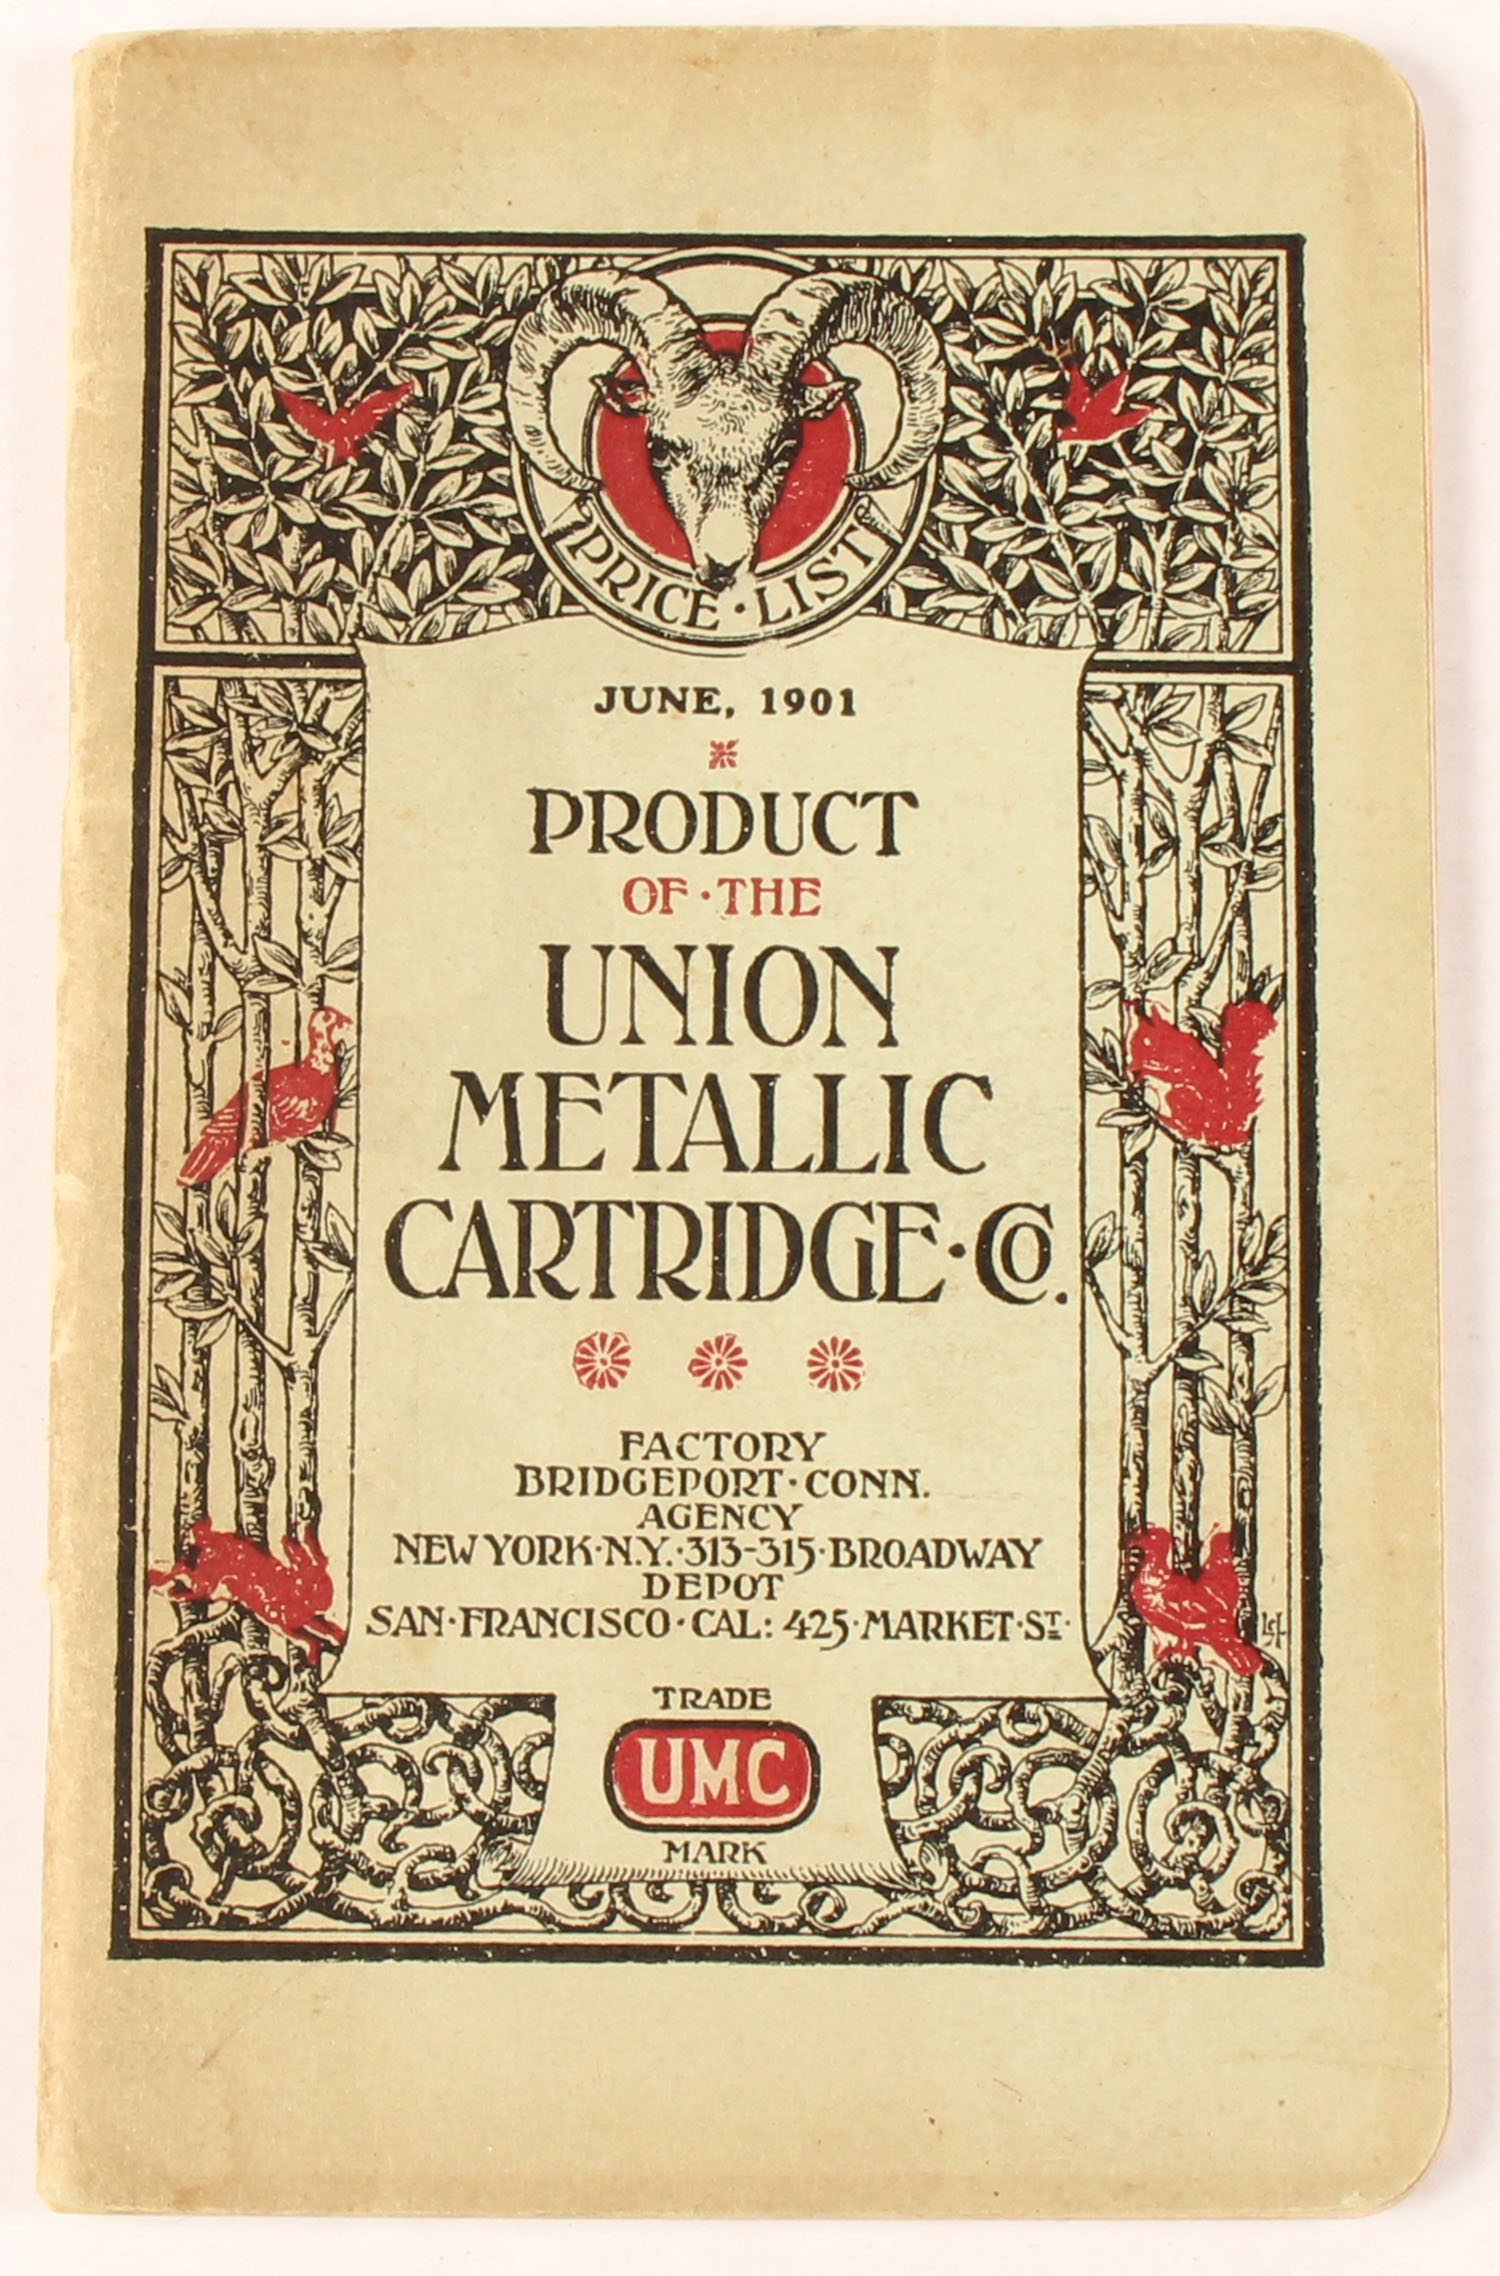 PRICE · LIST
JUNE, 1901
PRODUCT
OF · THE
UNION
METALLIC
CARTRIDGE · CO.
FACTORY
BRIDGEPORT · CONN.
AGENCY
NEW YORK · N.Y. · 313-315 · BROADWAY
DEPOT
SAN · FRANCISCO · CAL: 425 · MARKET · ST ·
TRADE
UMC
MARK